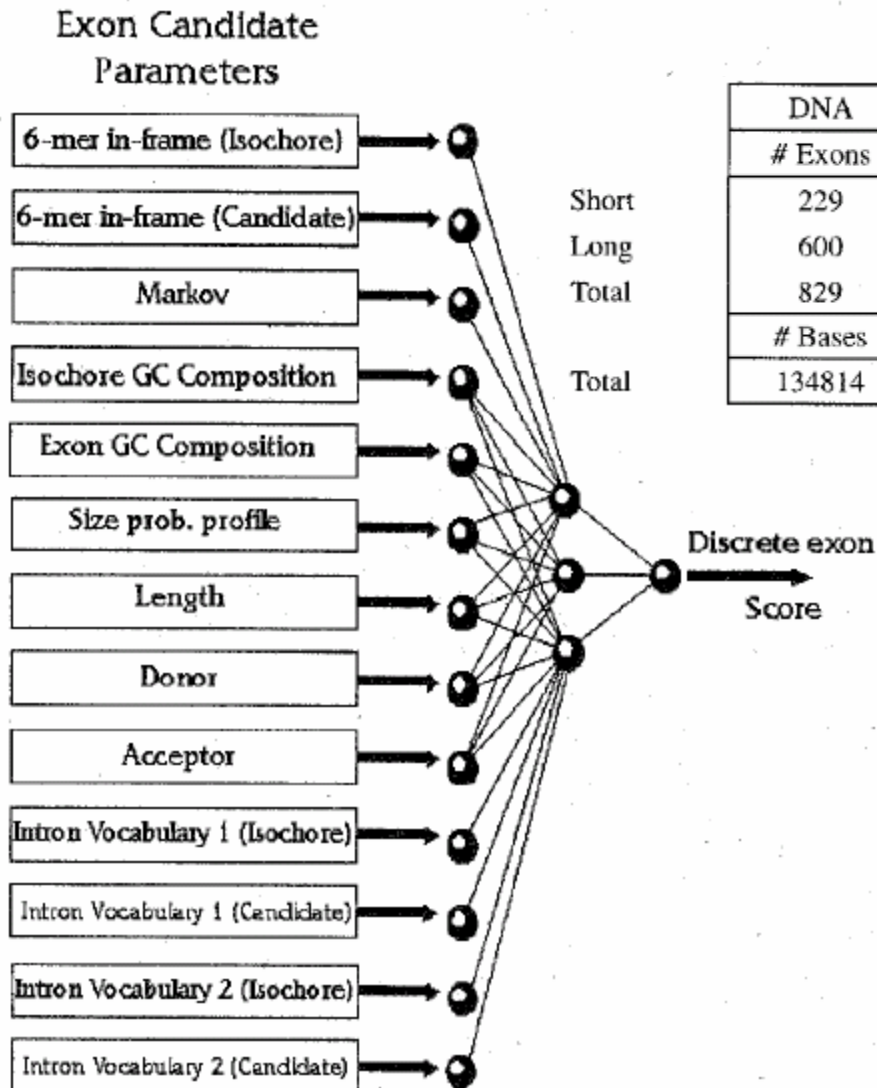 Exon Candidate
Parameters
6-mer in-frame (Isochore)
6-mer in-frame (Candidate)
Markov
Isochore GC Composition
Exon GC Composition
Size prob. profile
Length
Donor
Acceptor
Intron Vocabulary 1 (Isochore)
Intron Vocabulary 1 (Candidate)
Intron Vocabulary 2 (Isochore)
Intron Vocabulary 2 (Candidate)
Discrete exon
Score
DNA
# Exons
Short 229
Long 600
Total 829
# Bases
Total 134814